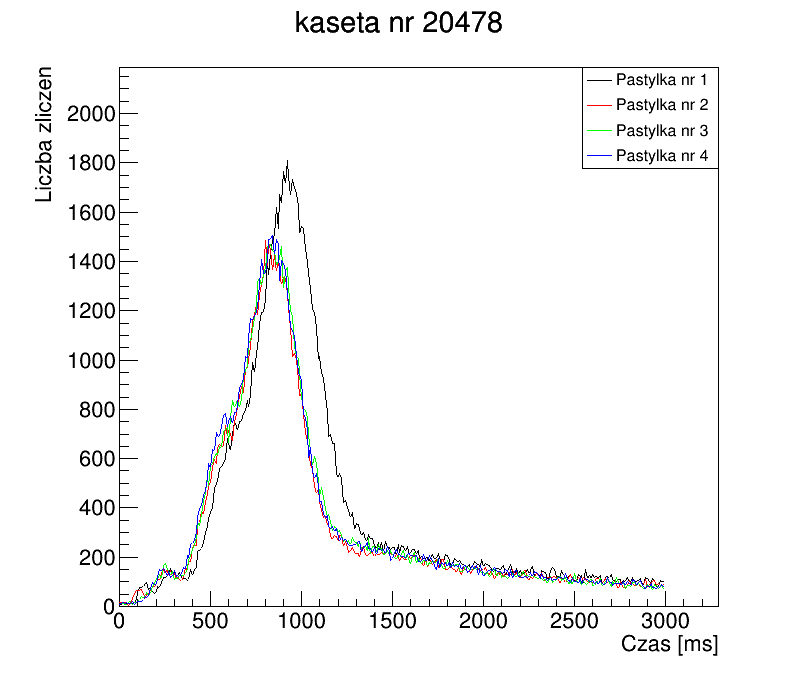 kaseta nr 20478
Liczba zliczen
Pastylka nr 1
Pastylka nr 2
Pastylka nr 3
Pastylka nr 4
2000
1800
1600
1400
1200
1000
800
600
400
200
0
0 500 1000 1500 2000 2500 3000
Czas [ms]